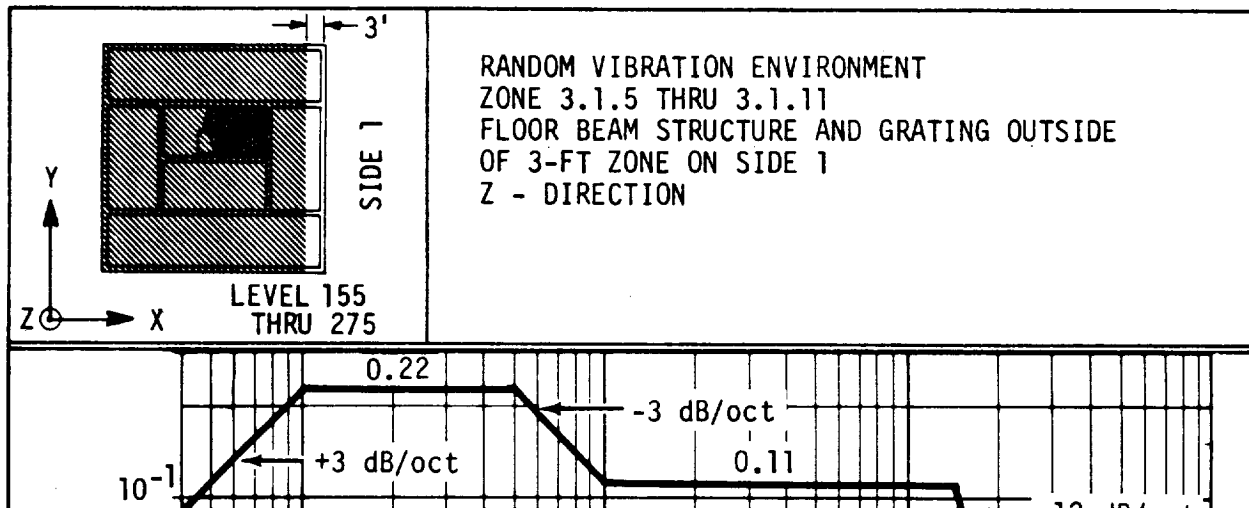 3'
SIDE 1
Y
Z
X
LEVEL 155
THRU 275
RANDOM VIBRATION ENVIRONMENT
ZONE 3.1.5 THRU 3.1.11
FLOOR BEAM STRUCTURE AND GRATING OUTSIDE
OF 3-FT ZONE ON SIDE 1
Z - DIRECTION
0.22
-3 dB/oct
+3 dB/oct
0.11
10⁻¹